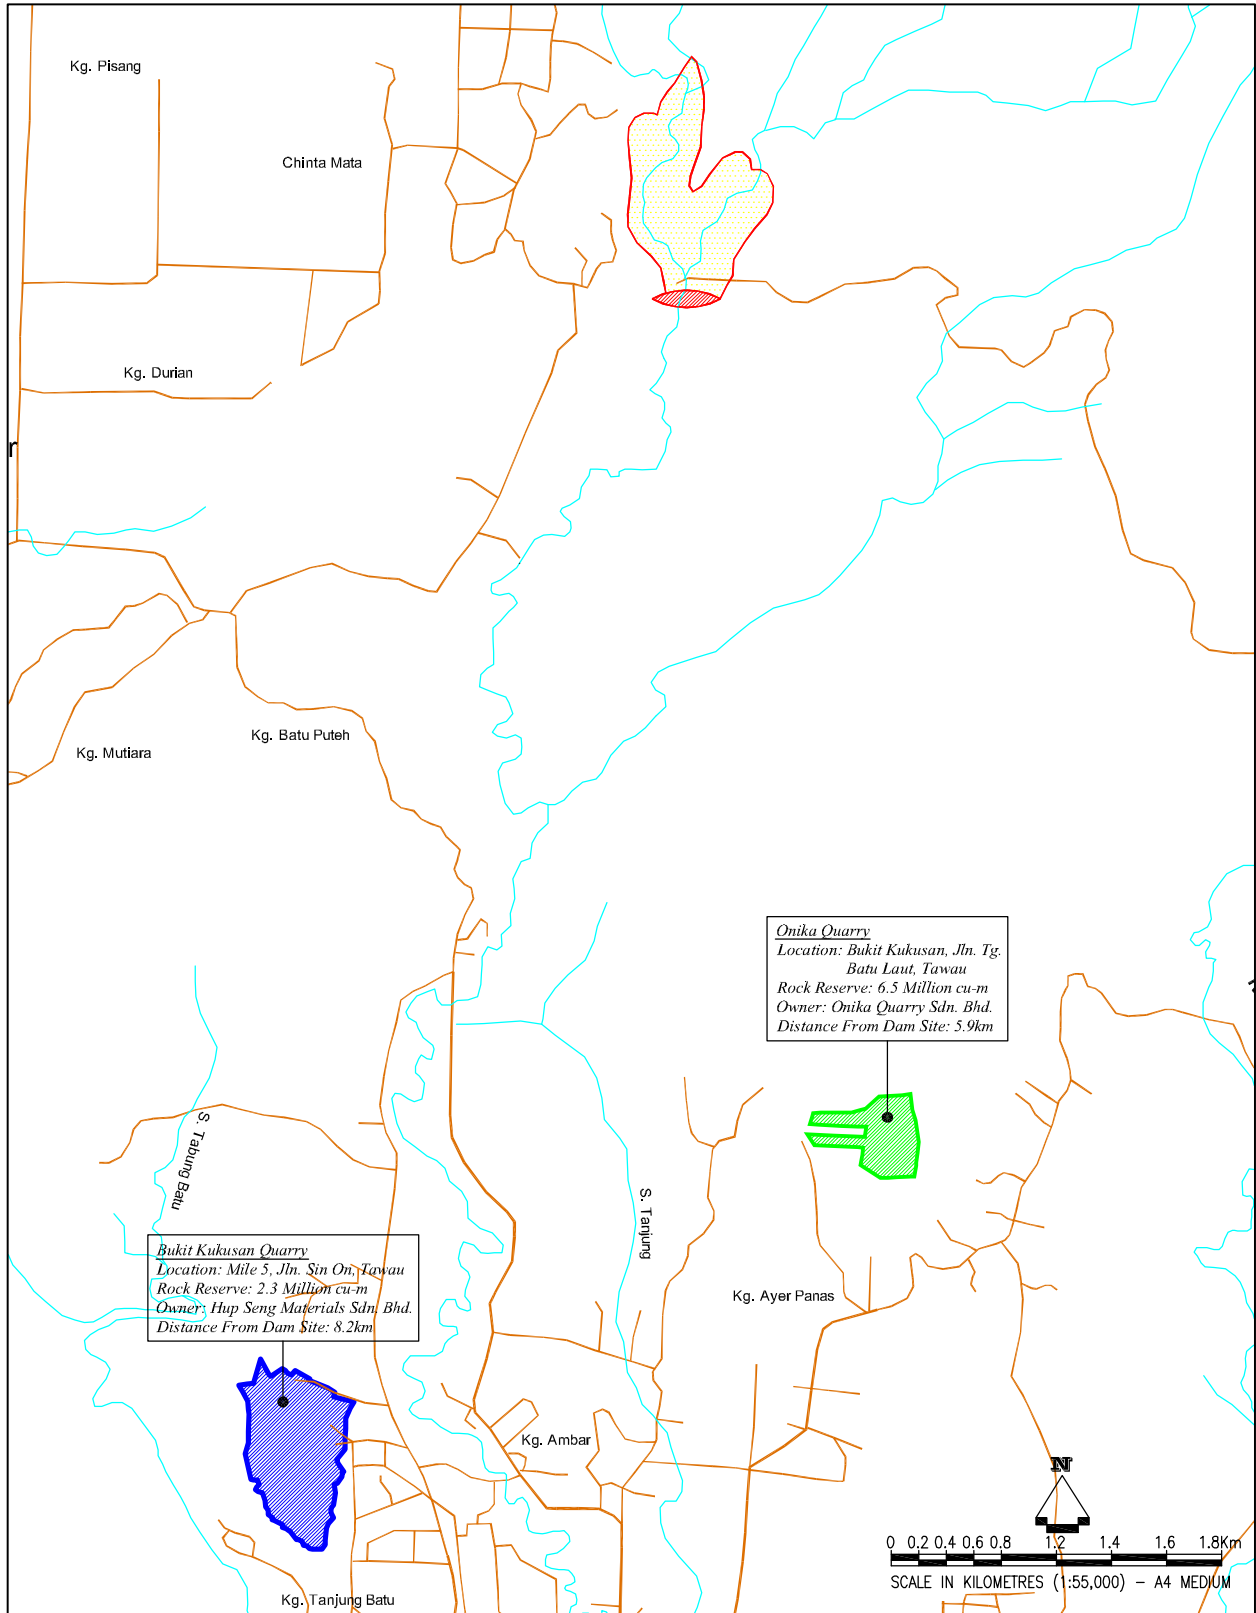 Kg. Pisang
Chinta Mata
Kg. Durian
r
Kg. Batu Puteh
Kg. Mutiara
Onika Quarry
Location: Bukit Kukusan, Jln. Tg.
Batu Laut, Tawau
Rock Reserve: 6.5 Million cu-m
Owner: Onika Quarry Sdn. Bhd.
Distance From Dam Site: 5.9km
S. Tabung Batu
S. Tanjung
Bukit Kukusan Quarry
Location: Mile 5, Jln. Sin On, Tawau
Rock Reserve: 2.3 Million cu-m
Owner: Hup Seng Materials Sdn. Bhd.
Distance From Dam Site: 8.2km
Kg. Ayer Panas
Kg. Ambar
N
0 0.2 0.4 0.6 0.8 1.2 1.4 1.6 1.8Km
SCALE IN KILOMETRES (1:55,000) - A4 MEDIUM
Kg. Tanjung Batu